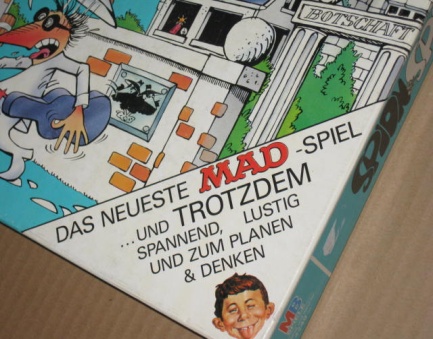 BOTSCHAFT
DAS NEUESTE MAD-SPIEL
...UND TROTZDEM
SPANNEND, LUSTIG
UND ZUM PLANEN
& DENKEN
MB